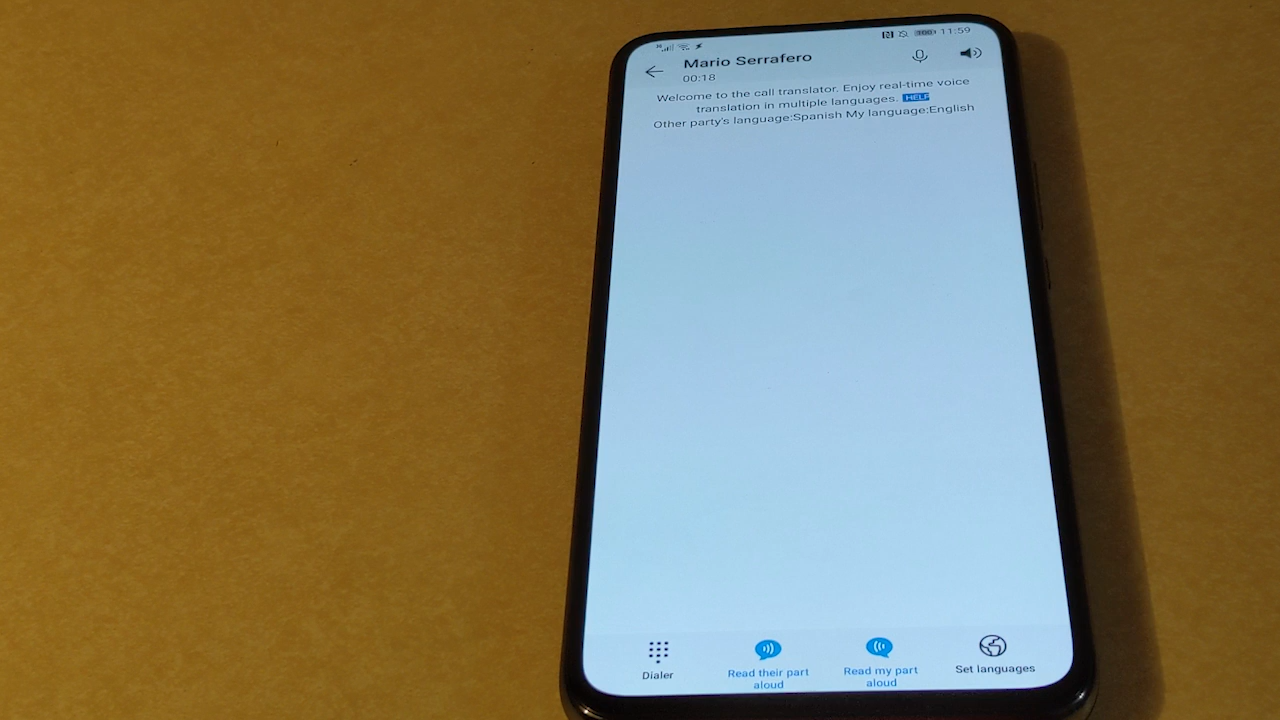 100 11:59
Mario Serrafero
00:18
Welcome to the call translator. Enjoy real-time voice
translation in multiple languages. HELP
Other party's language:Spanish My language:English
Dialer
Read their part
aloud
Read my part
aloud
Set languages